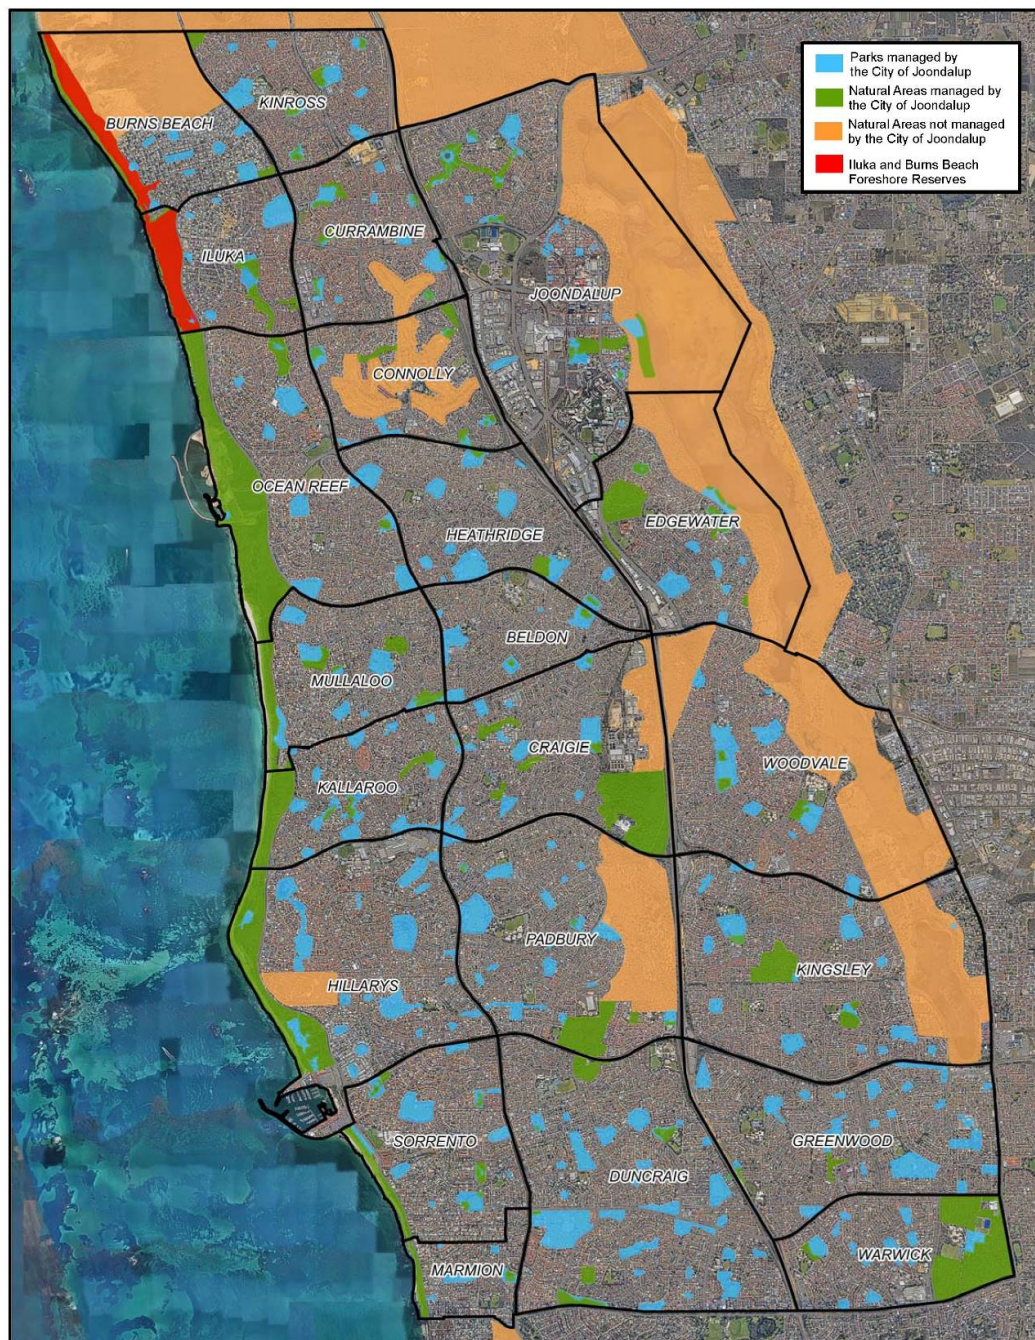 Parks managed by
the City of Joondalup
Natural Areas managed by
the City of Joondalup
Natural Areas not managed
by the City of Joondalup
Iluka and Burns Beach
Foreshore Reserves
KINROSS
BURNS BEACH
CURRAMBINE
ILUKA
JOONDALUP
CONNOLLY
OCEAN REEF
EDGEWATER
HEATHRIDGE
BELDON
MULLALOO
CRAIGIE
WOODVALE
KALLAROO
PADBURY
KINGSLEY
HILLARYS
SORRENTO
GREENWOOD
DUNCRAIG
WARWICK
MARMION